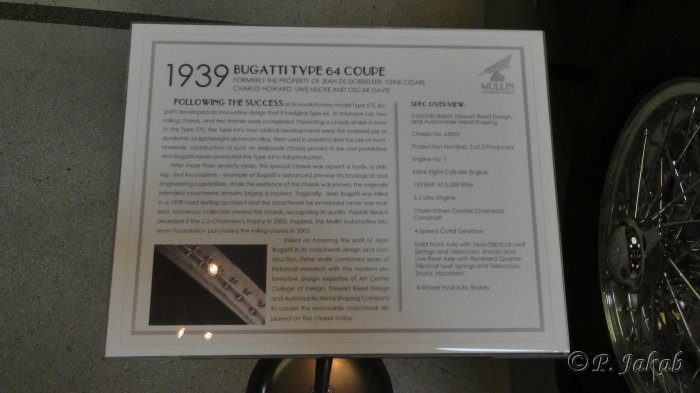 1939 BUGATTI TYPE 64 COUPE
FORMERLY THE PROPERTY OF JEAN DE DOBBELEER, GENE CESARI,
CHARLES HOWARD, UWE HUCKE AND OSCAR DAVIS
MULLIN
FOLLOWING THE SUCCESS of its revolutionary model Type 57S, Bu-
gatti developed an innovative design that it badged Type 64. In total one car, two
rolling chassis, and two frames were completed. Presenting a chassis similar in form
to the Type 57S, the Type 64's most radical developments were the material use of
duralumin (a lightweight aluminum alloy, then used in aviation) and the use of rivets.
However, construction of such an elaborate chassis proved to be cost prohibitive
and Bugatti never promoted the Type 64 to full production.
After more than seventy years, this special chassis was absent a body: a strik-
ing - but incomplete - example of Bugatti's advanced pre-war technological and
engineering capabilities. While the existence of this chassis was known, the originally
intended coachwork remains largely a mystery. Tragically, Jean Bugatti was killed
in a 1939 road testing accident and the coachwork he envisioned never was real-
ized. Numerous collectors owned this chassis, recognizing its quality. Pebble Beach
awarded it the Co-Chairmen's Trophy in 2002. Inspired, the Mullin Automotive Mu-
seum Foundation purchased the rolling chassis in 2003.
Intent on honoring the spirit of Jean
Bugatti in its coachwork design and con-
struction, Peter Mullin combined years of
historical research with the modern au-
tomotive design expertise of Art Center
College of Design. Stewart Reed Design
and Automobile Metal Shaping Company
to create the removable coachwork dis-
played on the chassis today.
SPEC OVERVIEW:
Coachbuilders: Stewart Reed Design
and Automobile Metal Shaping
Chassis No. 64002
Production Number: 2 of 3 Produced
Engine No. 1
Inline Eight-Cylinder Engine
135 BHP AT 5,000 RPM
3.3 Litre Engine
Chain-Driven Double Overhead
Camshaft
4-Speed Cotal Gearbox
Solid Front Axle with Semi-Elliptical Leaf
Springs and Telescopic Shocks and
Live Rear Axle with Reversed Quarter-
Elliptical Leaf Springs and Telescopic
Shock Absorbers
4-Wheel Hydraulic Brakes
© P. Jakab